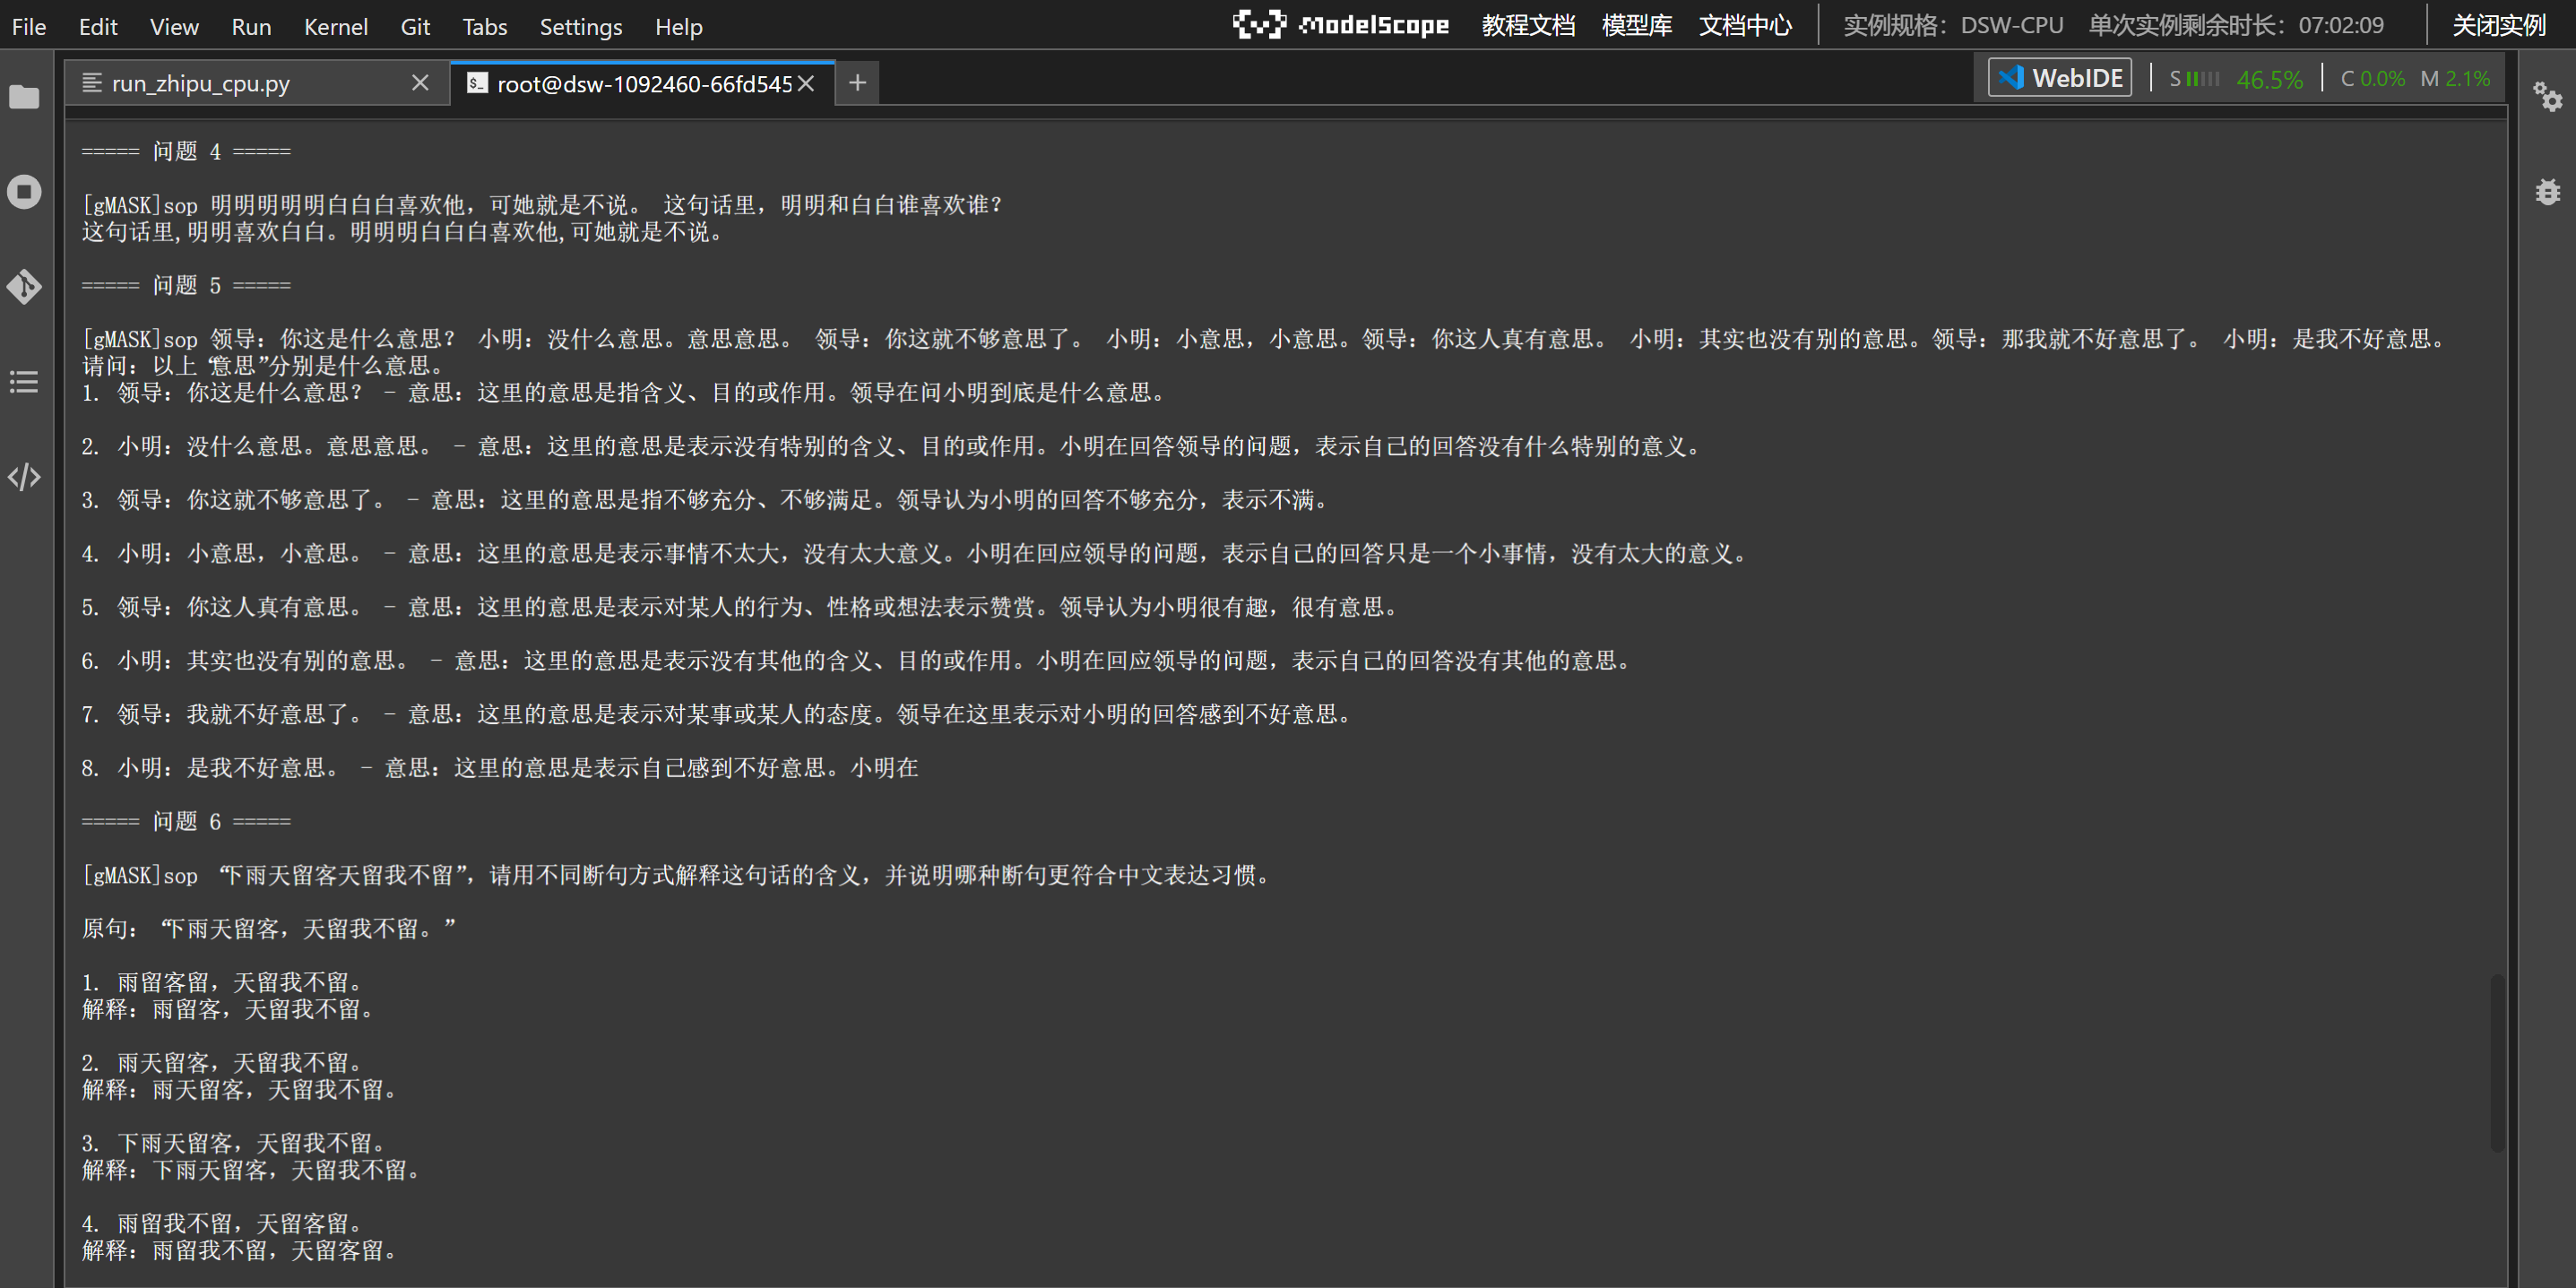 File Edit View Run Kernel Git Tabs Settings Help ModelScope 教程文档 模型库 文档中心 实例规格：DSW-CPU 单次实例剩余时长：07:02:09 关闭实例
run_zhipu_cpu.py root@dsw-1092460-66fd545 WebIDE S 46.5% C 0.0% M 2.1%
===== 问题 4 =====
[gMASK]sop 明明明明明白白白喜欢他，可她就是不说。 这句话里，明明和白白谁喜欢谁？
这句话里,明明喜欢白白。明明明白白白喜欢他,可她就是不说。
===== 问题 5 =====
[gMASK]sop 领导：你这是什么意思？ 小明：没什么意思。意思意思。 领导：你这就不够意思了。 小明：小意思，小意思。领导：你这人真有意思。 小明：其实也没有别的意思。领导：那我就不好意思了。 小明：是我不好意思。
请问：以上“意思”分别是什么意思。
1. 领导：你这是什么意思？ - 意思：这里的意思是指含义、目的或作用。领导在问小明到底是什么意思。
2. 小明：没什么意思。意思意思。 - 意思：这里的意思是表示没有特别的含义、目的或作用。小明在回答领导的问题，表示自己的回答没有什么特别的意义。
3. 领导：你这就不够意思了。 - 意思：这里的意思是指不够充分、不够满足。领导认为小明的回答不够充分，表示不满。
4. 小明：小意思，小意思。 - 意思：这里的意思是表示事情不太大，没有太大意义。小明在回应领导的问题，表示自己的回答只是一个小事情，没有太大的意义。
5. 领导：你这人真有意思。 - 意思：这里的意思是表示对某人的行为、性格或想法表示赞赏。领导认为小明很有趣，很有意思。
6. 小明：其实也没有别的意思。 - 意思：这里的意思是表示没有其他的含义、目的或作用。小明在回应领导的问题，表示自己的回答没有其他的意思。
7. 领导：我就不好意思了。 - 意思：这里的意思是表示对某事或某人的态度。领导在这里表示对小明的回答感到不好意思。
8. 小明：是我不好意思。 - 意思：这里的意思是表示自己感到不好意思。小明在
===== 问题 6 =====
[gMASK]sop “下雨天留客天留我不留”，请用不同断句方式解释这句话的含义，并说明哪种断句更符合中文表达习惯。
原句：“下雨天留客，天留我不留。”
1. 雨留客留，天留我不留。
解释：雨留客，天留我不留。
2. 雨天留客，天留我不留。
解释：雨天留客，天留我不留。
3. 下雨天留客，天留我不留。
解释：下雨天留客，天留我不留。
4. 雨留我不留，天留客留。
解释：雨留我不留，天留客留。